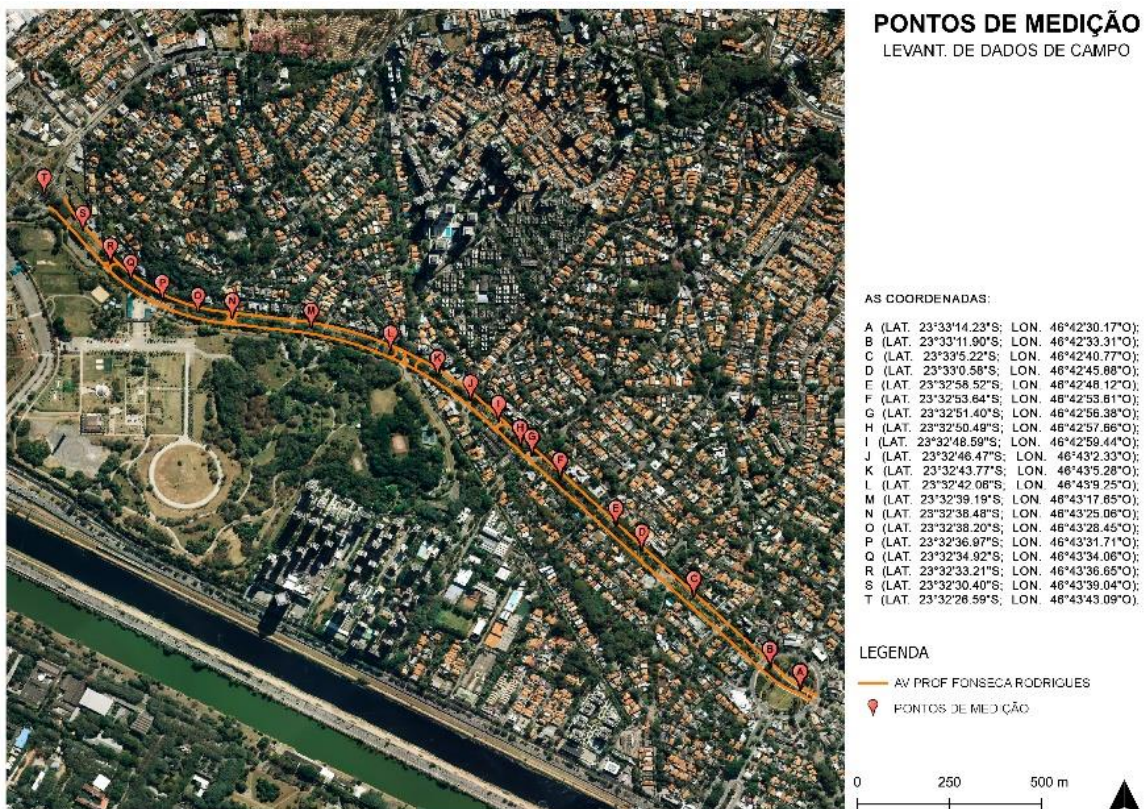 PONTOS DE MEDIÇÃO
LEVANT. DE DADOS DE CAMPO
T
S
R
Q
P
O
N
M
L
K
J
I
H
G
F
E
D
C
B
A
AS COORDENADAS:
A (LAT. 23°33'14.23"S; LON. 46°42'30.17"O);
B (LAT. 23°33'11.90"S; LON. 46°42'33.31"O);
C (LAT. 23°33'5.22"S; LON. 46°42'40.77"O);
D (LAT. 23°33'0.58"S; LON. 46°42'45.88"O);
E (LAT. 23°32'58.52"S; LON. 46°42'48.12"O);
F (LAT. 23°32'53.64"S; LON. 46°42'53.61"O);
G (LAT. 23°32'51.40"S; LON. 46°42'56.38"O);
H (LAT. 23°32'50.49"S; LON. 46°42'57.66"O);
I (LAT. 23°32'48.59"S; LON. 46°42'59.44"O);
J (LAT. 23°32'46.47"S; LON. 46°43'2.33"O);
K (LAT. 23°32'43.77"S; LON. 46°43'5.28"O);
L (LAT. 23°32'42.06"S; LON. 46°43'9.25"O);
M (LAT. 23°32'39.19"S; LON. 46°43'17.65"O);
N (LAT. 23°32'38.48"S; LON. 46°43'25.06"O);
O (LAT. 23°32'38.20"S; LON. 46°43'28.45"O);
P (LAT. 23°32'36.97"S; LON. 46°43'31.71"O);
Q (LAT. 23°32'34.92"S; LON. 46°43'34.06"O);
R (LAT. 23°32'33.21"S; LON. 46°43'36.65"O);
S (LAT. 23°32'30.40"S; LON. 46°43'39.04"O);
T (LAT. 23°32'26.59"S; LON. 46°43'43.09"O);
LEGENDA
AV PROF FONSECA RODRIGUES
PONTOS DE MEDIÇÃO
0 250 500 m